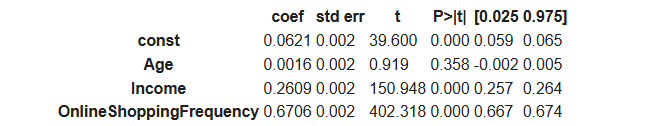 coef std err t P>|t| [0.025 0.975]
const 0.0621 0.002 39.600 0.000 0.059 0.065
Age 0.0016 0.002 0.919 0.358 -0.002 0.005
Income 0.2609 0.002 150.948 0.000 0.257 0.264
OnlineShoppingFrequency 0.6706 0.002 402.318 0.000 0.667 0.674